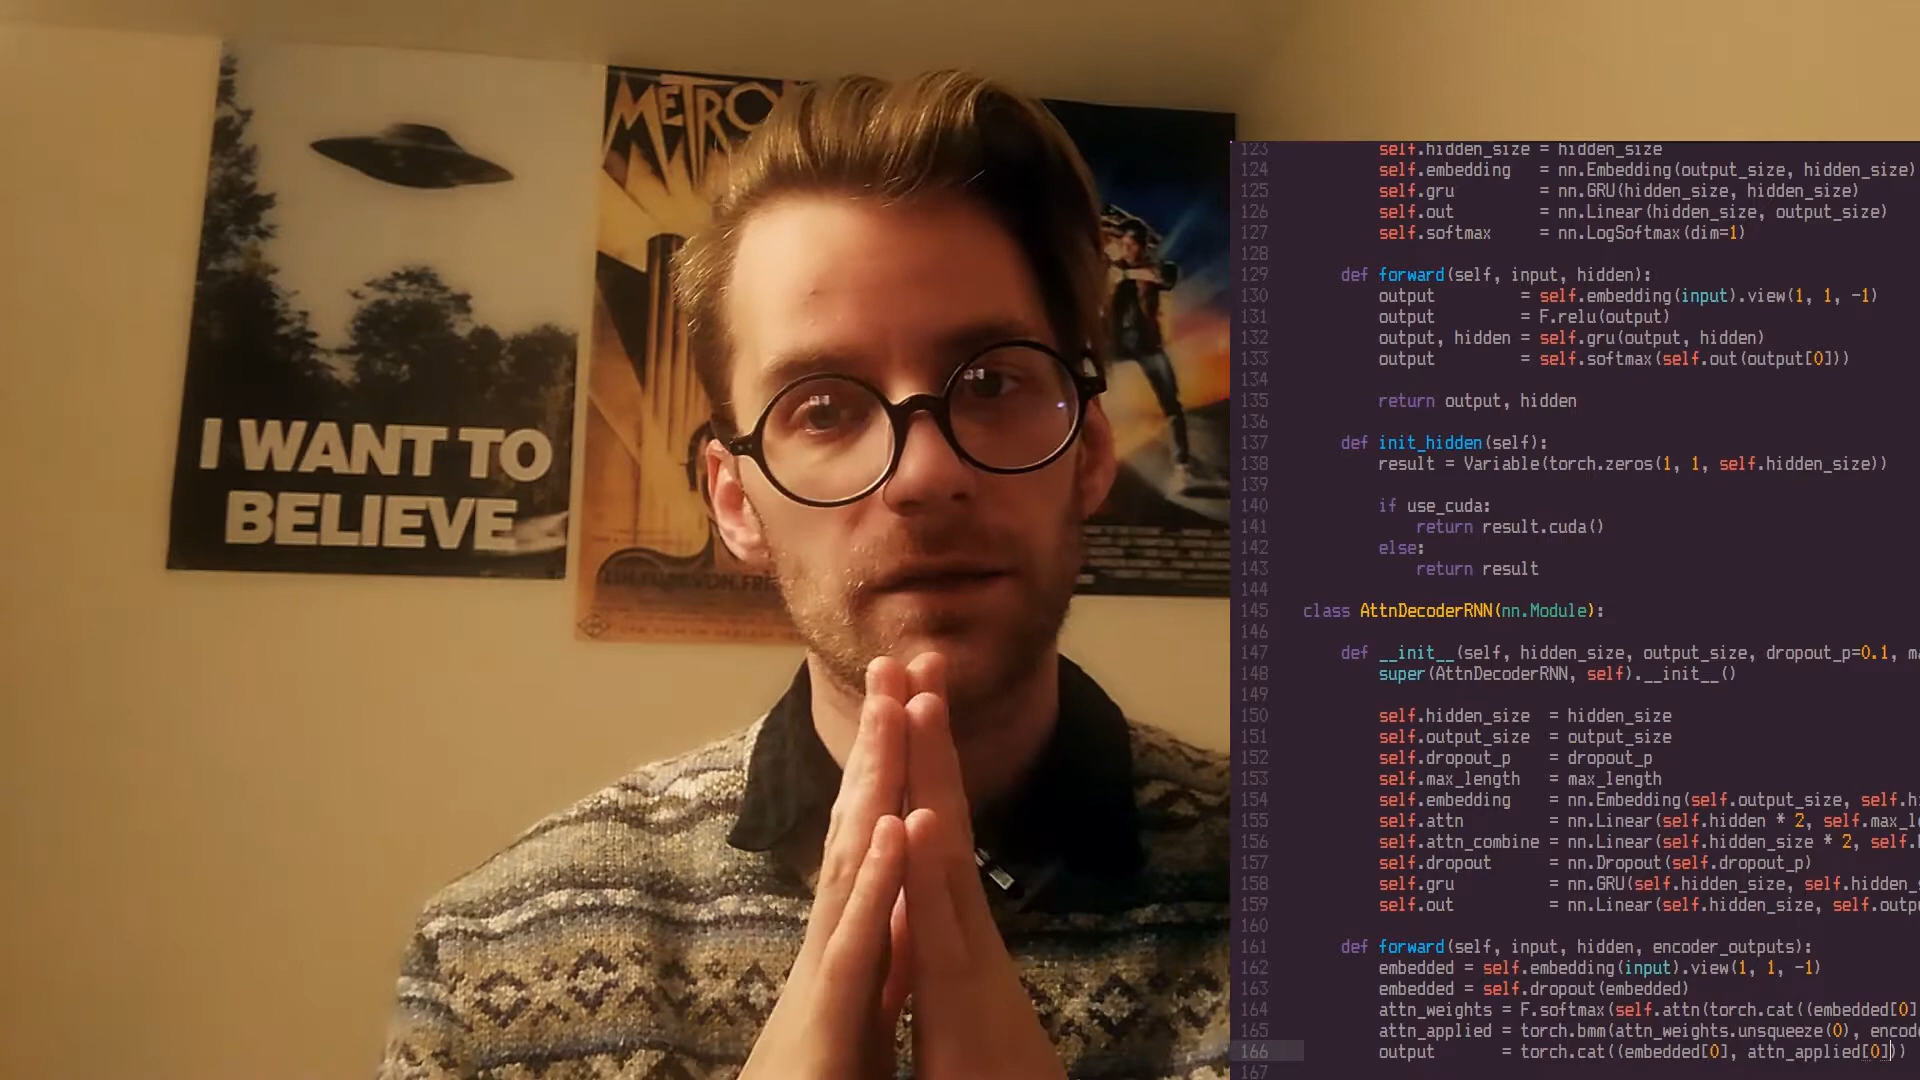 I WANT TO
BELIEVE
METRO
123 self.hidden_size = hidden_size
124 self.embedding = nn.Embedding(output_size, hidden_size)
125 self.gru = nn.GRU(hidden_size, hidden_size)
126 self.out = nn.Linear(hidden_size, output_size)
127 self.softmax = nn.LogSoftmax(dim=1)
128
129 def forward(self, input, hidden):
130 output = self.embedding(input).view(1, 1, -1)
131 output = F.relu(output)
132 output, hidden = self.gru(output, hidden)
133 output = self.softmax(self.out(output[0]))
134
135 return output, hidden
136
137 def init_hidden(self):
138 result = Variable(torch.zeros(1, 1, self.hidden_size))
139
140 if use_cuda:
141 return result.cuda()
142 else:
143 return result
144
145 class AttnDecoderRNN(nn.Module):
146
147 def __init__(self, hidden_size, output_size, dropout_p=0.1, ma
148 super(AttnDecoderRNN, self).__init__()
149
150 self.hidden_size = hidden_size
151 self.output_size = output_size
152 self.dropout_p = dropout_p
153 self.max_length = max_length
154 self.embedding = nn.Embedding(self.output_size, self.h
155 self.attn = nn.Linear(self.hidden * 2, self.max_l
156 self.attn_combine = nn.Linear(self.hidden_size * 2, self.
157 self.dropout = nn.Dropout(self.dropout_p)
158 self.gru = nn.GRU(self.hidden_size, self.hidden_
159 self.out = nn.Linear(self.hidden_size, self.outp
160
161 def forward(self, input, hidden, encoder_outputs):
162 embedded = self.embedding(input).view(1, 1, -1)
163 embedded = self.dropout(embedded)
164 attn_weights = F.softmax(self.attn(torch.cat((embedded[0]
165 attn_applied = torch.bmm(attn_weights.unsqueeze(0), enco
166 output = torch.cat((embedded[0], attn_applied[0]))
167